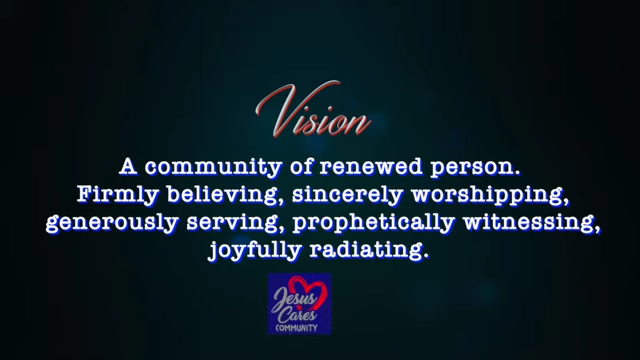 Vision
A community of renewed person.
Firmly believing, sincerely worshipping,
generously serving, prophetically witnessing,
joyfully radiating.
Jesus
Cares
COMMUNITY